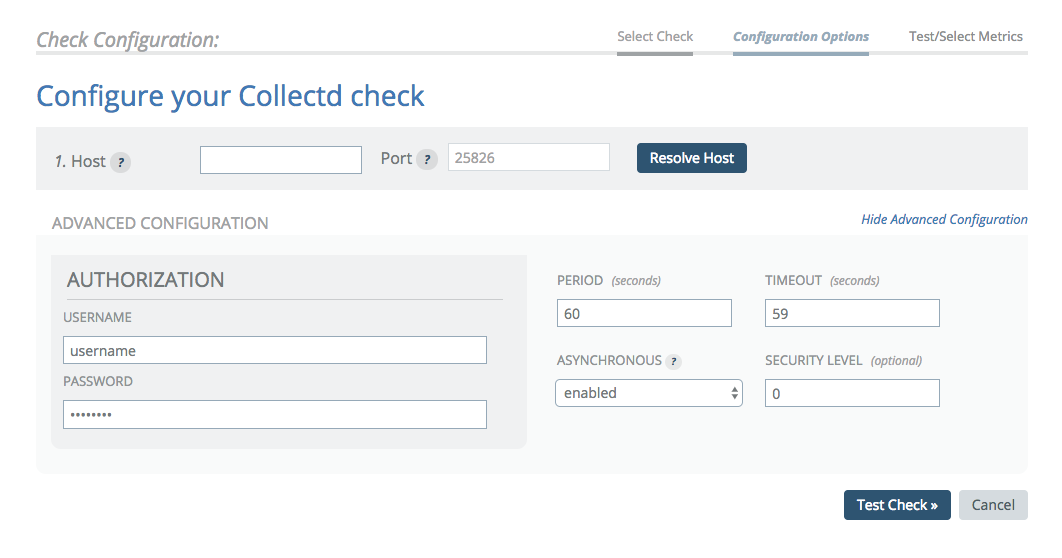 Check Configuration: Select Check Configuration Options Test/Select Metrics
Configure your Collectd check
1. Host ? Port ? 25826 Resolve Host
ADVANCED CONFIGURATION Hide Advanced Configuration
AUTHORIZATION
USERNAME
username
PASSWORD
••••••••
PERIOD (seconds) TIMEOUT (seconds)
60 59
ASYNCHRONOUS ? SECURITY LEVEL (optional)
enabled 0
Test Check » Cancel